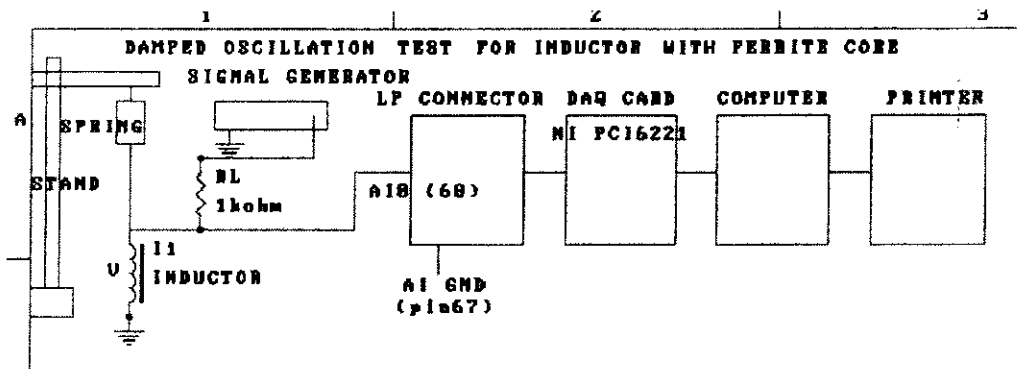 1 2 3
DAMPED OSCILLATION TEST FOR INDUCTOR WITH FERRITE CORE
SIGNAL GENERATOR
LP CONNECTOR DAQ CARD COMPUTER PRINTER
A
SPRING
NI PC16221
STAND
RL
1kohm
AI8 (68)
U
I1
INDUCTOR
AI GND
(pin67)